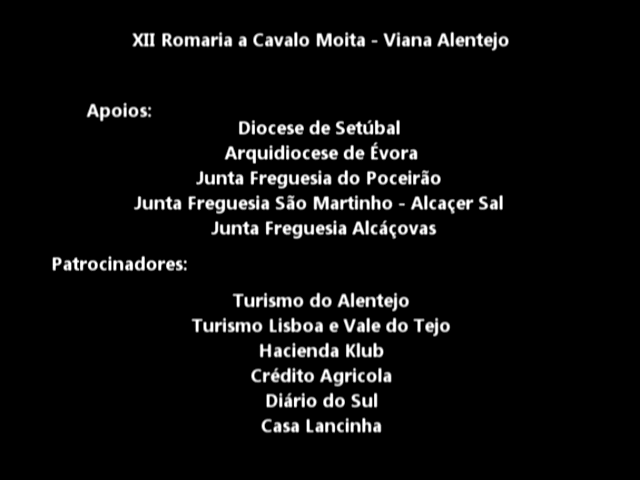 XII Romaria a Cavalo Moita - Viana Alentejo
Apoios:
Diocese de Setúbal
Arquidiocese de Évora
Junta Freguesia do Poceirão
Junta Freguesia São Martinho - Alcaçer Sal
Junta Freguesia Alcáçovas
Patrocinadores:
Turismo do Alentejo
Turismo Lisboa e Vale do Tejo
Hacienda Klub
Crédito Agricola
Diário do Sul
Casa Lancinha